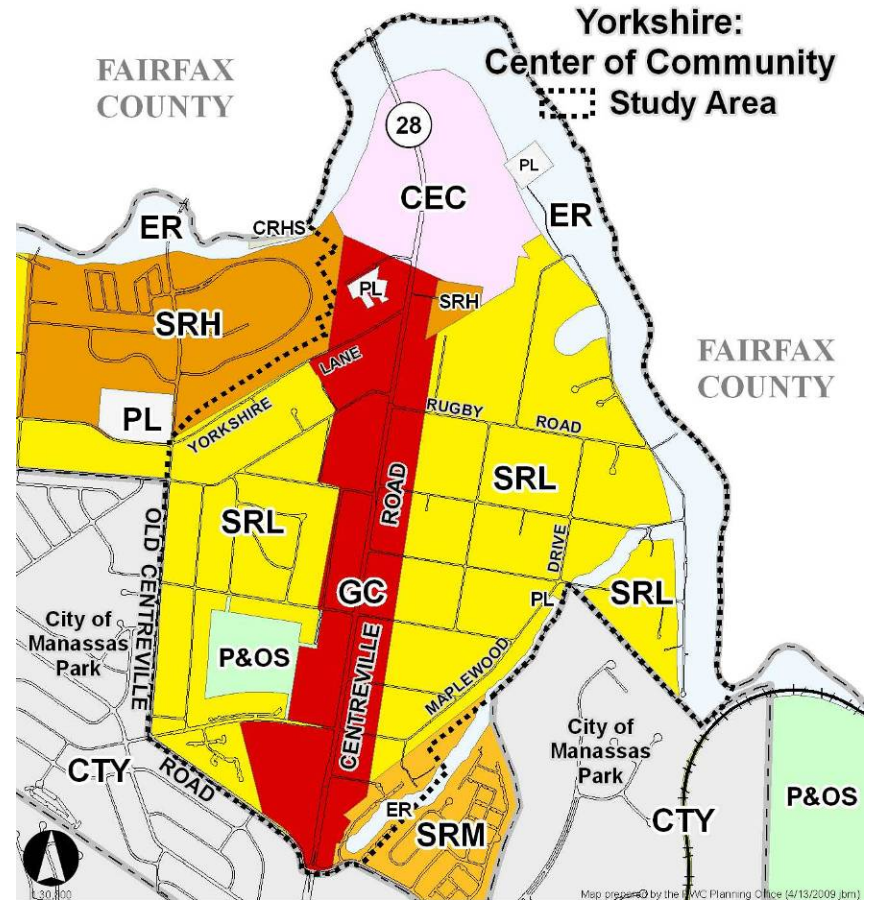 Yorkshire:
Center of Community
Study Area
FAIRFAX
COUNTY
28
PL
CEC
ER
CRHS
ER
PL
SRH
SRH
FAIRFAX
COUNTY
LANE
PL
YORKSHIRE
RUGBY
ROAD
ROAD
SRL
SRL
OLD CENTREVILLE
DRIVE
GC
PL
SRL
City of
Manassas
Park
P&OS
CENTREVILLE
MAPLEWOOD
City of
Manassas
Park
CTY
ROAD
P&OS
ER
CTY
SRM
1:30,800
Map prepared by the PWC Planning Office (4/13/2009 jbm)